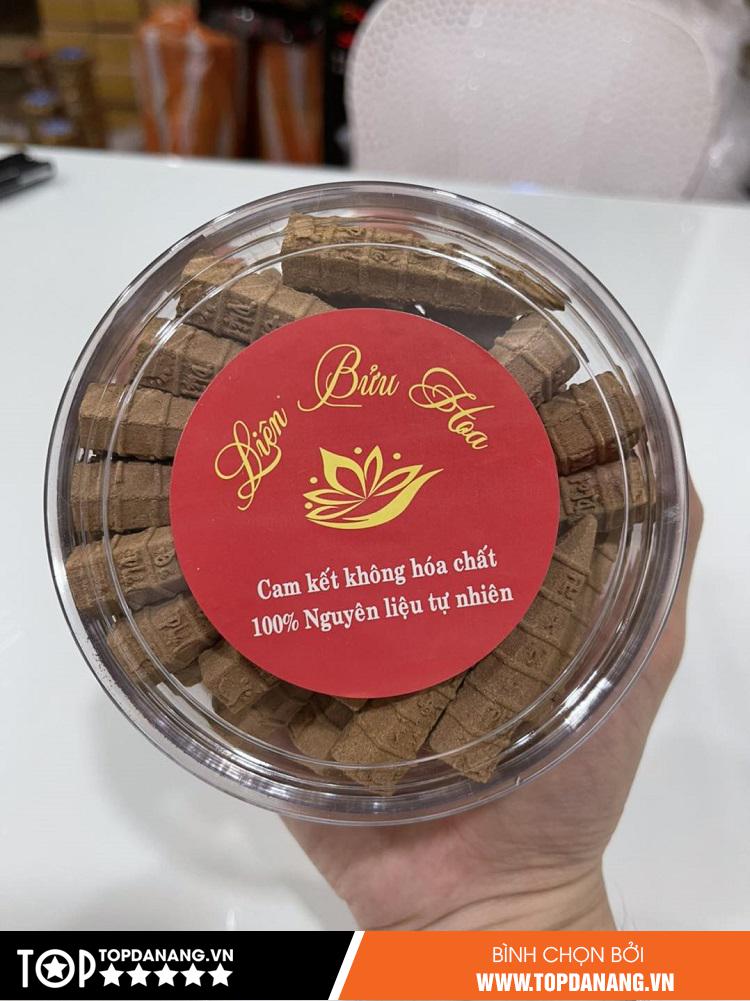 Liên Bửu Hoa
Cam kết không hóa chất
100% Nguyên liệu tự nhiên
TOP TOPDANANG.VN
BÌNH CHỌN BỞI
WWW.TOPDANANG.VN